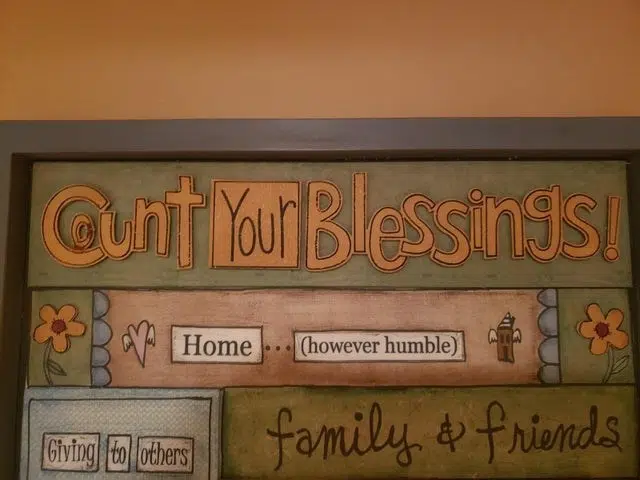 Count Your Blessings!
Home...(however humble)
family & friends
Giving to others